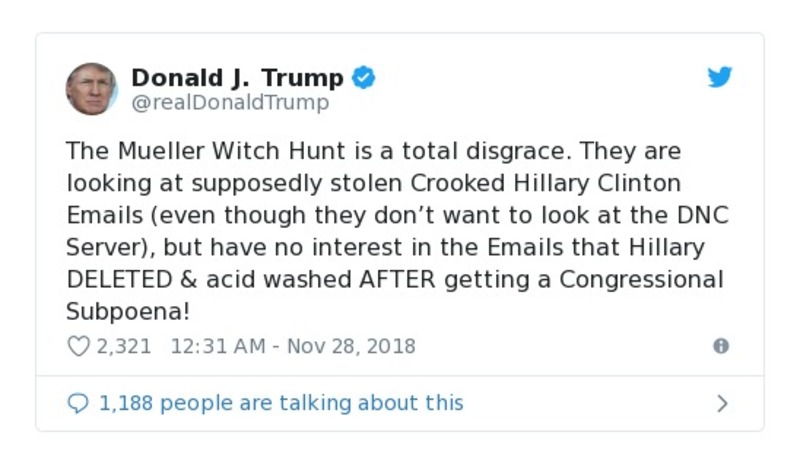 Donald J. Trump
@realDonaldTrump
The Mueller Witch Hunt is a total disgrace. They are
looking at supposedly stolen Crooked Hillary Clinton
Emails (even though they don’t want to look at the DNC
Server), but have no interest in the Emails that Hillary
DELETED & acid washed AFTER getting a Congressional
Subpoena!
2,321 12:31 AM - Nov 28, 2018
1,188 people are talking about this